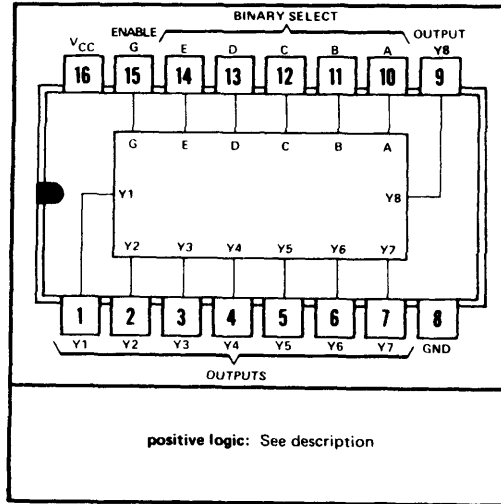 BINARY SELECT
ENABLE OUTPUT
VCC G E D C B A Y8
16 15 14 13 12 11 10 9
G E D C B A
Y1 Y8
Y2 Y3 Y4 Y5 Y6 Y7
1 2 3 4 5 6 7 8
Y1 Y2 Y3 Y4 Y5 Y6 Y7 GND
OUTPUTS
positive logic: See description